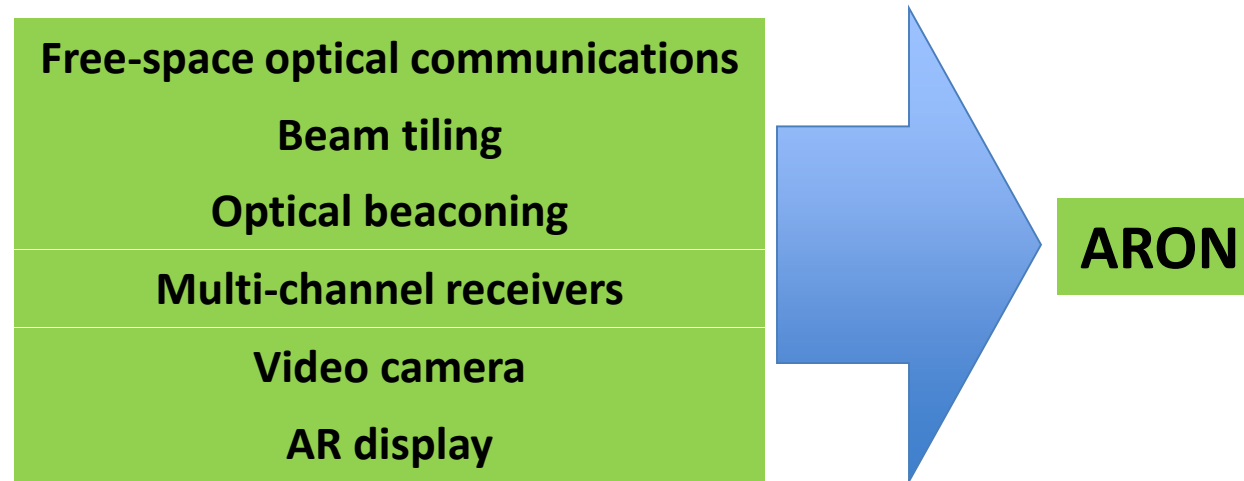 Free-space optical communications
Beam tiling
Optical beaconing
Multi-channel receivers
Video camera
AR display
ARON